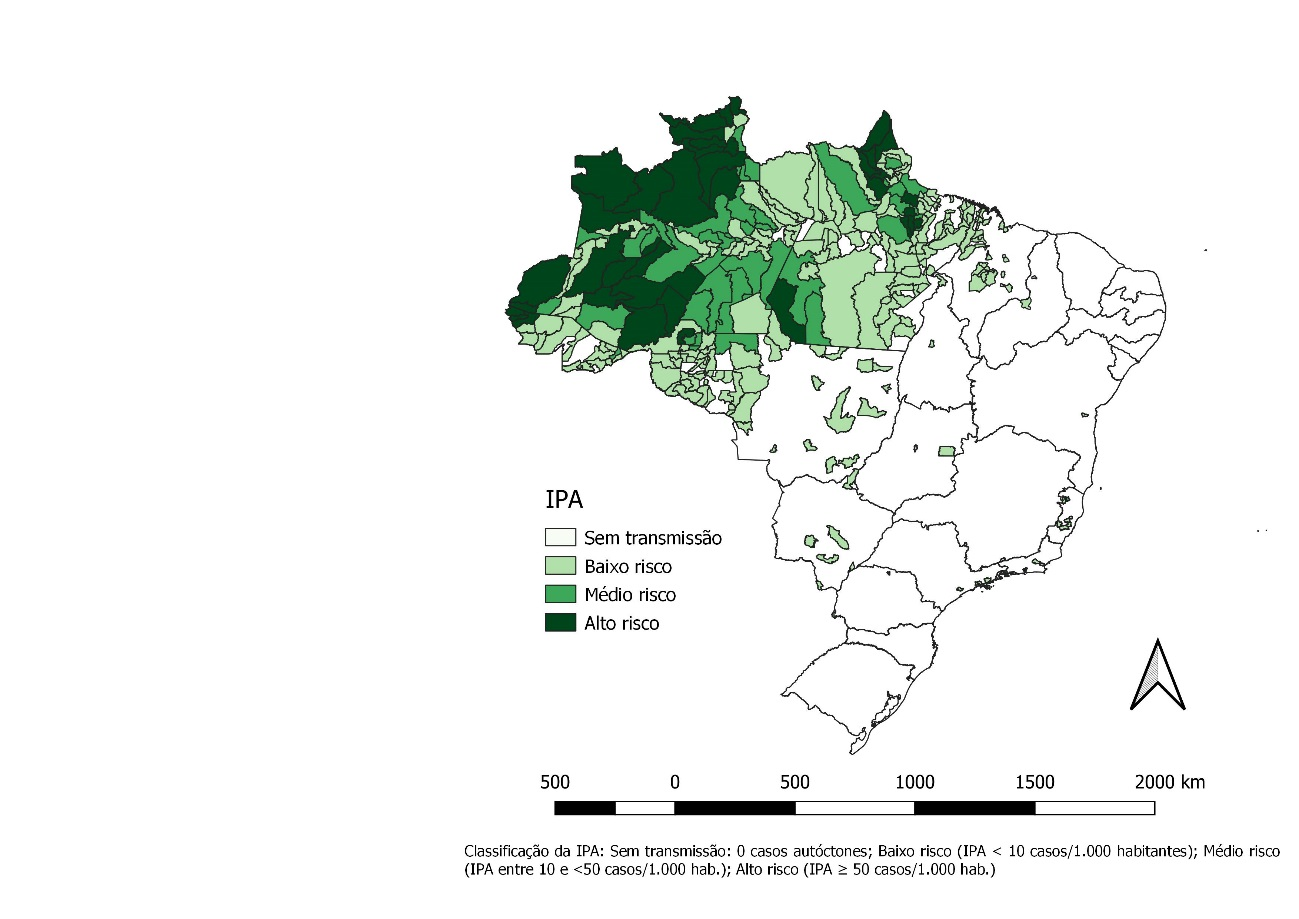 IPA
Sem transmissão
Baixo risco
Médio risco
Alto risco
500 0 500 1000 1500 2000 km
Classificação da IPA: Sem transmissão: 0 casos autóctones; Baixo risco (IPA < 10 casos/1.000 habitantes); Médio risco
(IPA entre 10 e <50 casos/1.000 hab.); Alto risco (IPA ≥ 50 casos/1.000 hab.)